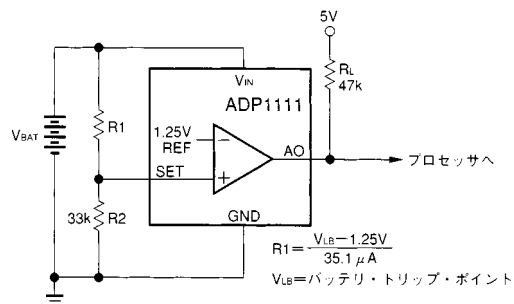 5V
RL
47k
VIN
ADP1111
VBAT
R1
1.25V
REF
AO
プロセッサへ
SET
33k
R2
GND
R1=VLB−1.25V
35.1μA
VLB=バッテリ・トリップ・ポイント